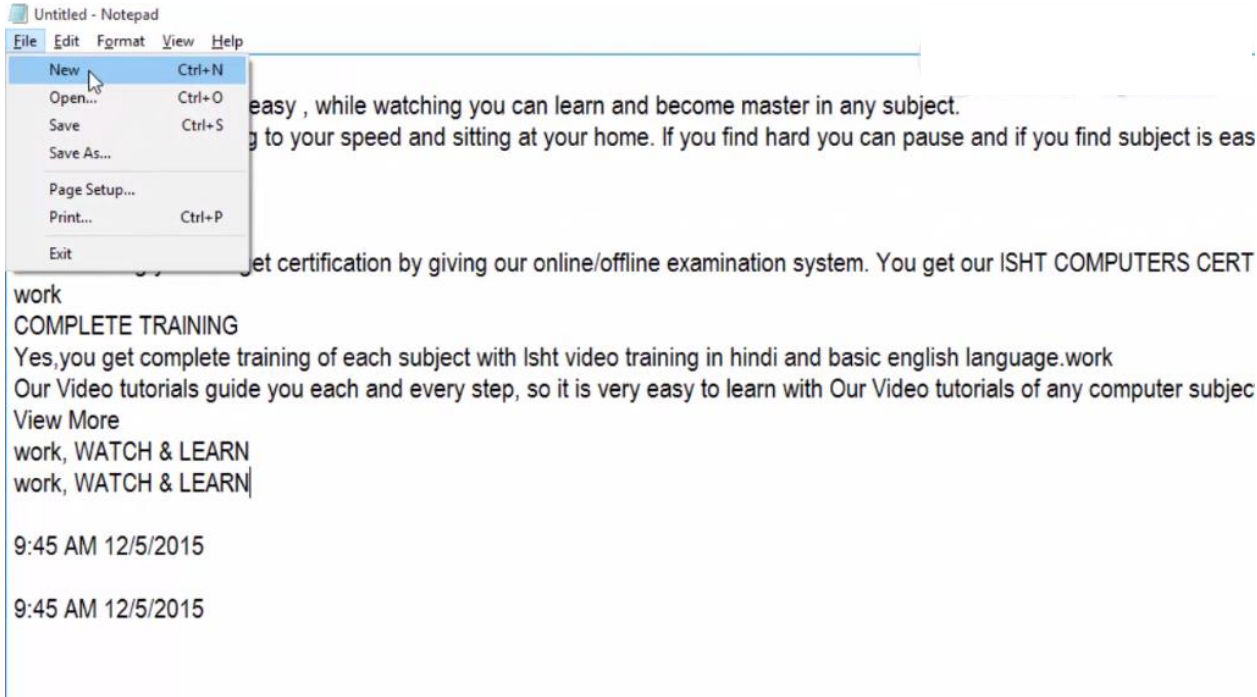 Untitled - Notepad
File Edit Format View Help
New Ctrl+N
Open... Ctrl+O
Save Ctrl+S
Save As...
Page Setup...
Print... Ctrl+P
Exit
easy , while watching you can learn and become master in any subject.
to your speed and sitting at your home. If you find hard you can pause and if you find subject is eas
get certification by giving our online/offline examination system. You get our ISHT COMPUTERS CERT
work
COMPLETE TRAINING
Yes,you get complete training of each subject with Isht video training in hindi and basic english language.work
Our Video tutorials guide you each and every step, so it is very easy to learn with Our Video tutorials of any computer subjec
View More
work, WATCH & LEARN
work, WATCH & LEARN
9:45 AM 12/5/2015
9:45 AM 12/5/2015